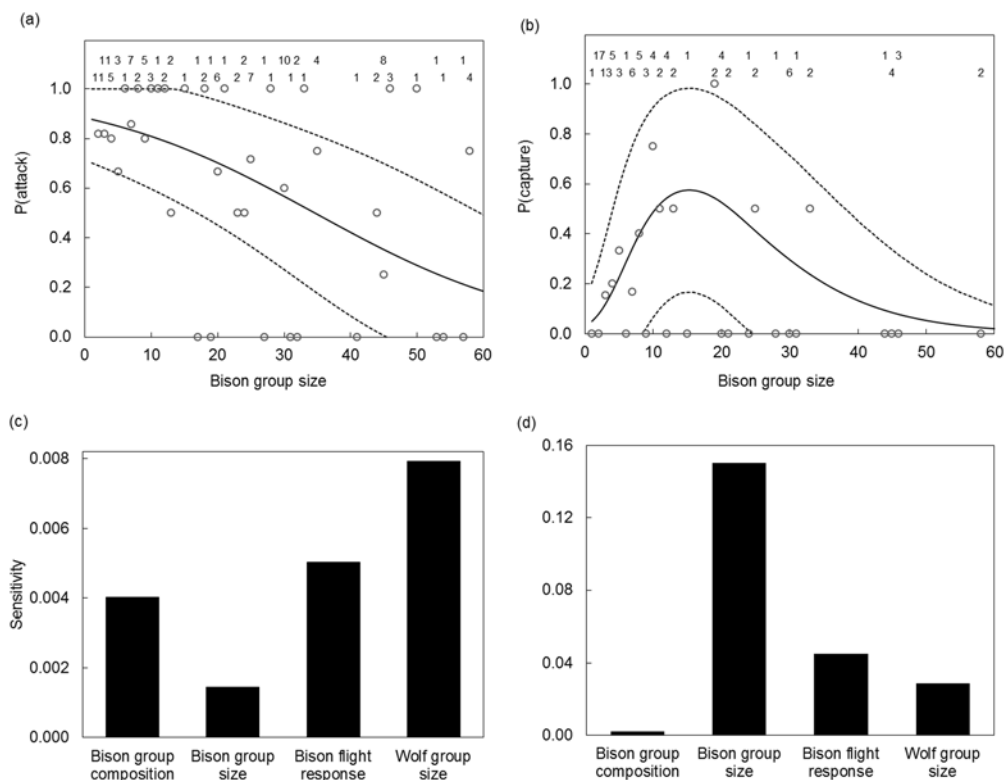 (a)
11 3 7 5 1 2 1 1 1 2 1 10 2 4 8 1 1
11 5 1 2 3 2 1 2 6 1 2 7 1 1 1 1 2 3 1 1 4
1.0
0.8
0.6
0.4
0.2
0.0
P(attack)
0 10 20 30 40 50 60
Bison group size
(b)
17 5 1 5 4 4 1 4 1 1 1 1 1 3
1 13 3 6 3 2 2 2 2 2 6 2 4 2
1.0
0.8
0.6
0.4
0.2
0.0
P(capture)
0 10 20 30 40 50 60
Bison group size
(c)
0.008
0.006
0.004
0.002
0.000
Sensitivity
Bison group composition
Bison group size
Bison flight response
Wolf group size
(d)
0.16
0.12
0.08
0.04
0.00
Bison group composition
Bison group size
Bison flight response
Wolf group size